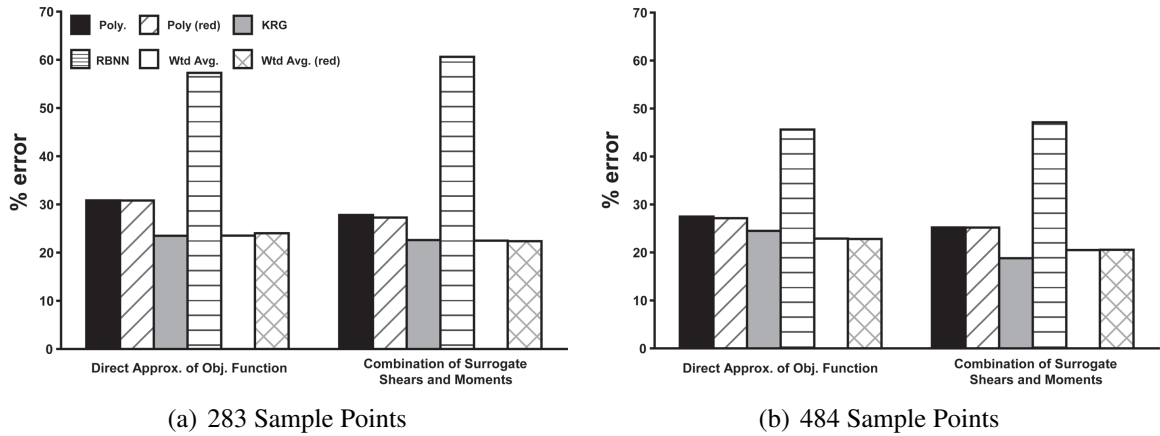 70
60
50
40
30
20
10
0
% error
Poly.
Poly (red)
KRG
RBNN
Wtd Avg.
Wtd Avg. (red)
Direct Approx. of Obj. Function
Combination of Surrogate
Shears and Moments
(a) 283 Sample Points
70
60
50
40
30
20
10
0
% error
Direct Approx. of Obj. Function
Combination of Surrogate
Shears and Moments
(b) 484 Sample Points